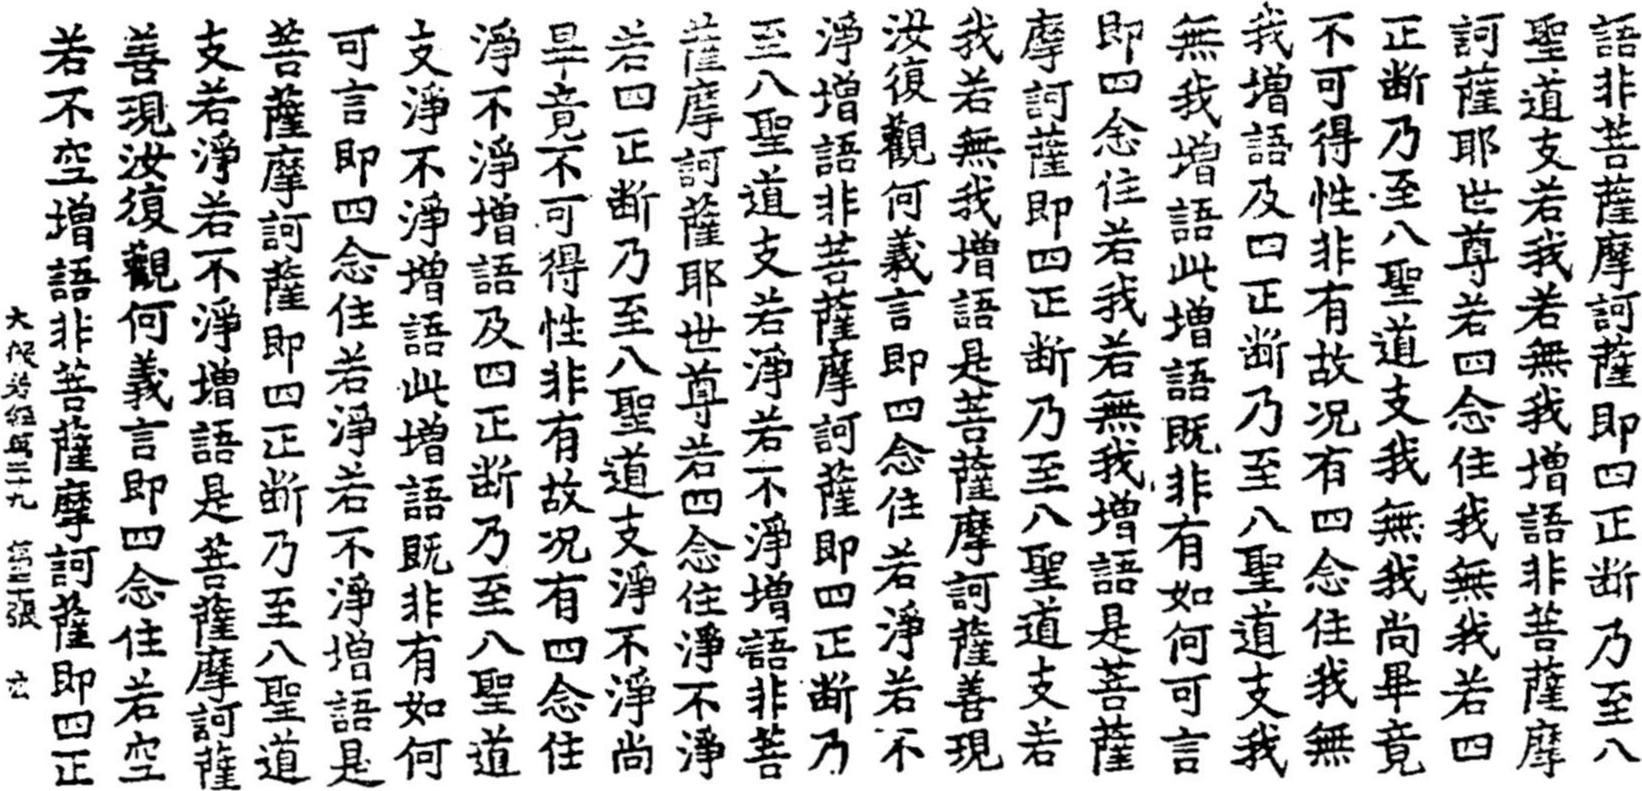 語非菩薩摩訶薩即四正断乃至八
聖道支若我若無我增語非菩薩摩
訶薩耶世尊若四念住我無我若四
正断乃至八聖道支我無我尚畢竟
不可得性非有故况有四念住我無
我增語及四正断乃至八聖道支我
無我增語此增語既非有如何可言
即四念住若我若無我增語是菩薩
摩訶薩即四正断乃至八聖道支若
我若無我增語是菩薩摩訶薩善現
汝復觀何義言即四念住若淨若不
淨增語非菩薩摩訶薩即四正断乃
至八聖道支若淨若不淨增語非菩
薩摩訶薩耶世尊若四念住淨不淨
若四正断乃至八聖道支淨不淨尚
畢竟不可得性非有故况有四念住
淨不淨增語及四正断乃至八聖道
支淨不淨增語此增語既非有如何
可言即四念住若淨若不淨增語是
菩薩摩訶薩即四正断乃至八聖道
支若淨若不淨增語是菩薩摩訶薩
善現汝復觀何義言即四念住若空
若不空增語非菩薩摩訶薩即四正
大般若經第二十九 第三張 玄